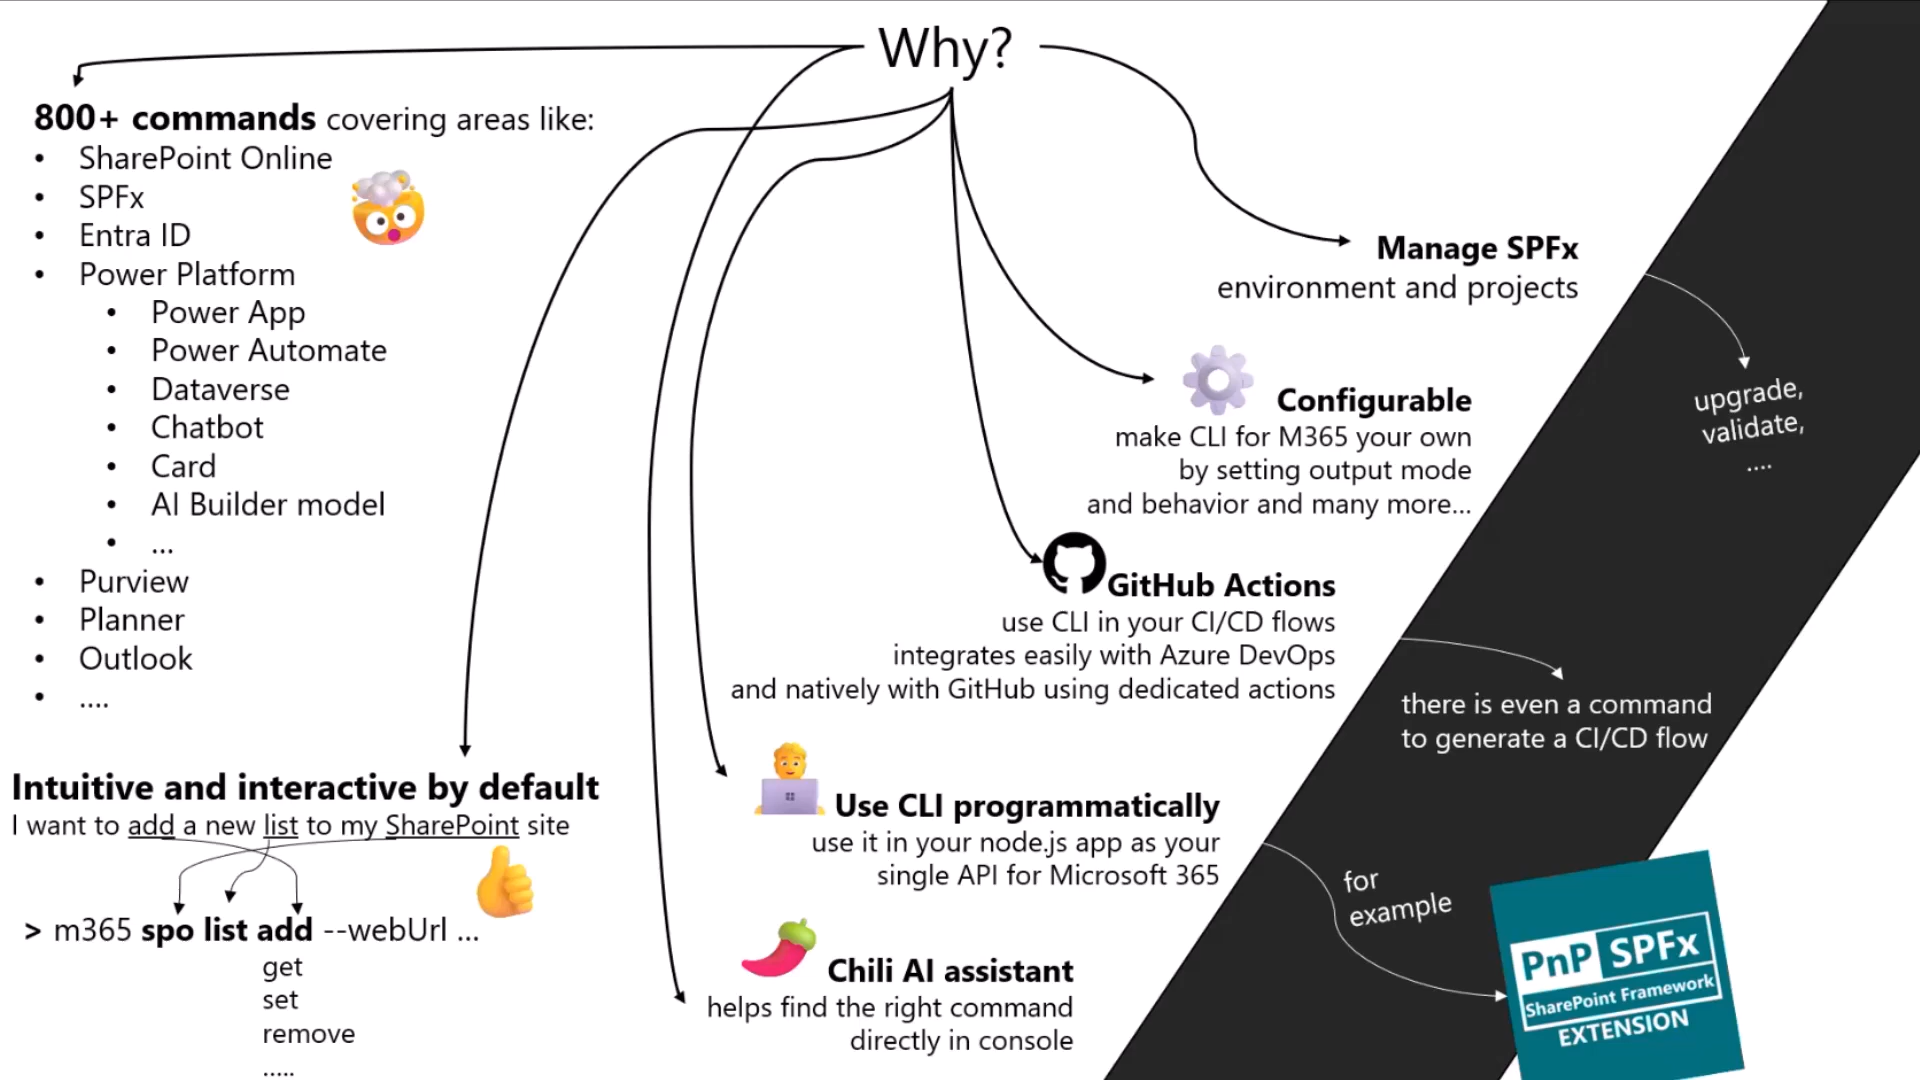 Why?
800+ commands covering areas like:
• SharePoint Online
• SPFx
• Entra ID
• Power Platform
• Power App
• Power Automate
• Dataverse
• Chatbot
• Card
• AI Builder model
• ...
• Purview
• Planner
• Outlook
• ....
Intuitive and interactive by default
I want to add a new list to my SharePoint site
> m365 spo list add --webUrl ...
get
set
remove
.....
Manage SPFx
environment and projects
upgrade,
validate,
....
Configurable
make CLI for M365 your own
by setting output mode
and behavior and many more...
GitHub Actions
use CLI in your CI/CD flows
integrates easily with Azure DevOps
and natively with GitHub using dedicated actions
there is even a command
to generate a CI/CD flow
Use CLI programmatically
use it in your node.js app as your
single API for Microsoft 365
for
example
PnP SPFx
SharePoint Framework
EXTENSION
Chili AI assistant
helps find the right command
directly in console